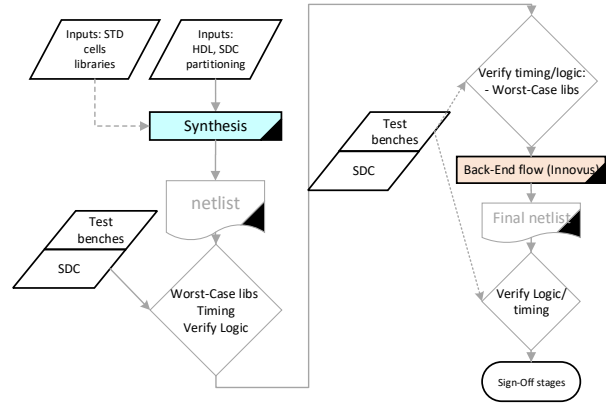 Inputs: STD
cells
libraries
Inputs:
HDL, SDC
partitioning
Synthesis
netlist
Test
benches
SDC
Worst-Case libs
Timing
Verify Logic
Test
benches
SDC
Verify timing/logic:
- Worst-Case libs
Back-End flow (Innovus)
Final netlist
Verify Logic/
timing
Sign-Off stages